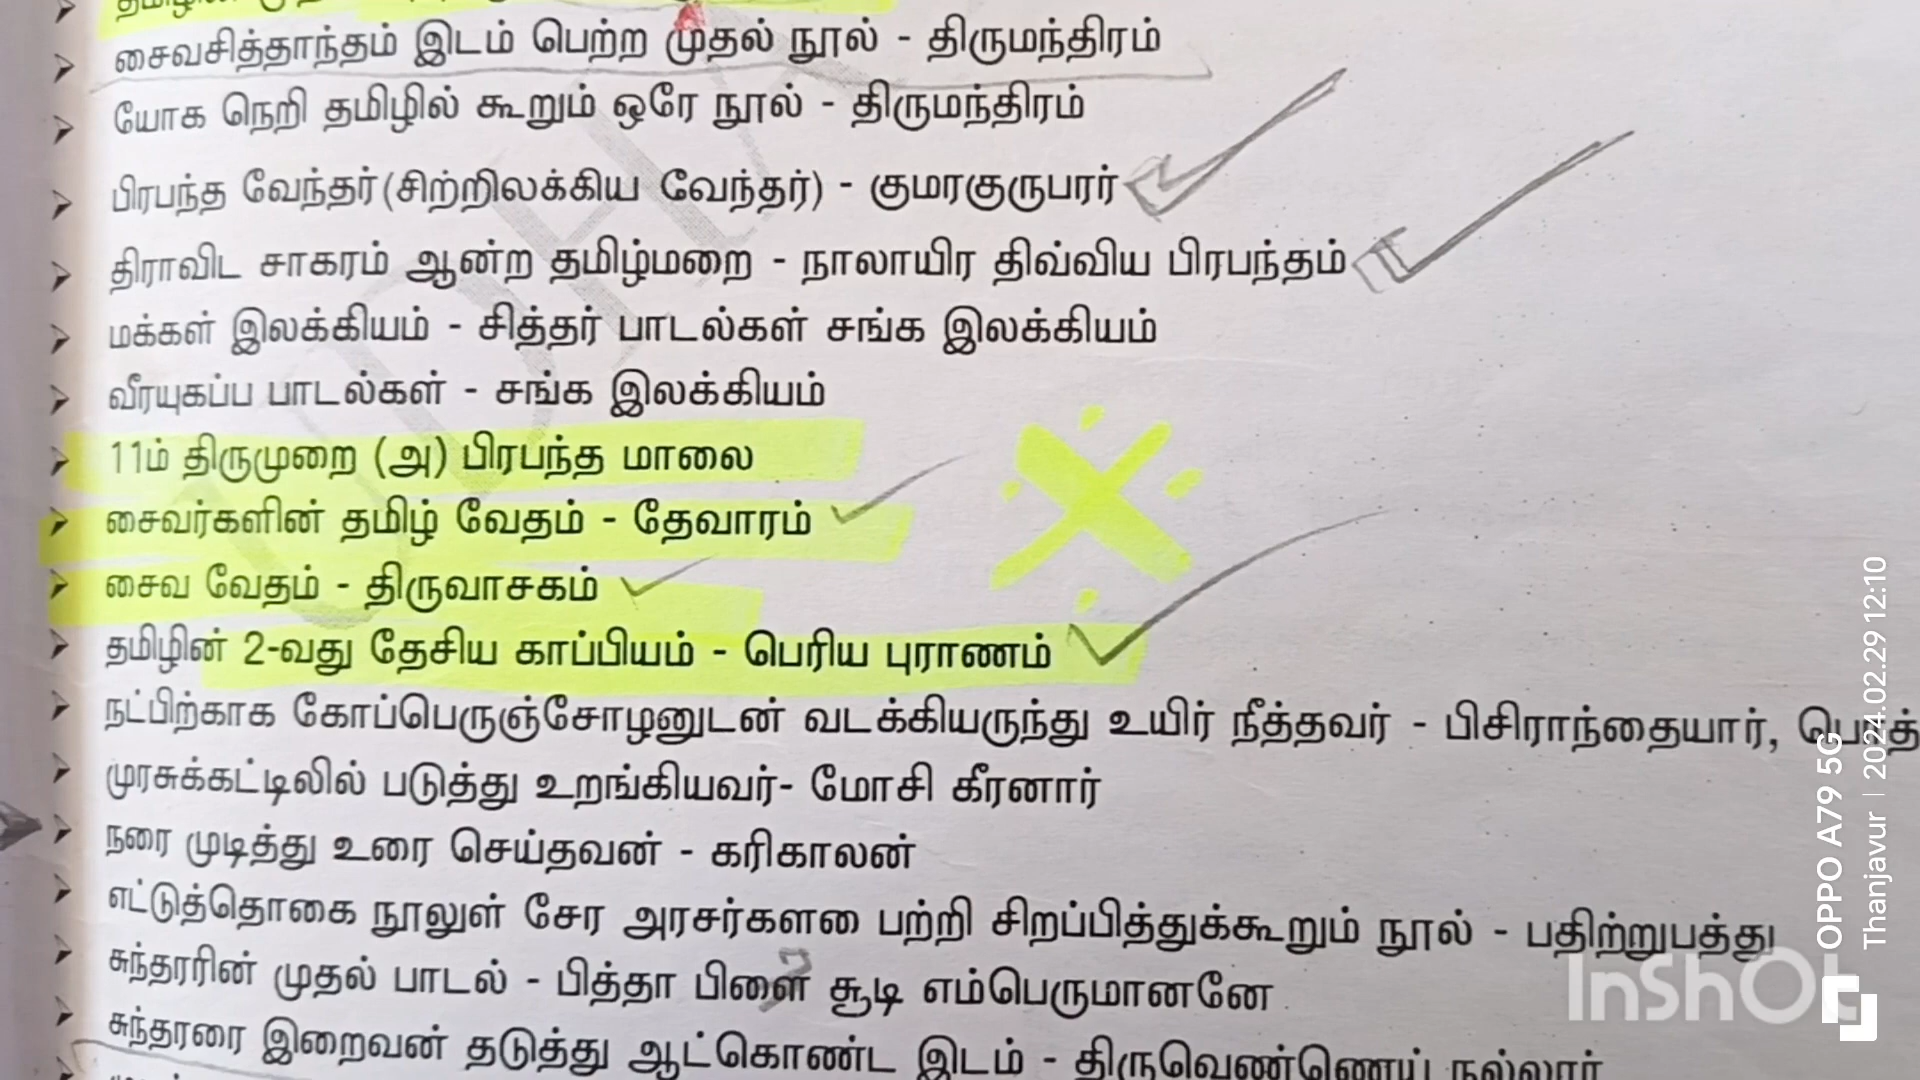 சைவசித்தாந்தம் இடம் பெற்ற முதல் நூல் - திருமந்திரம்
யோக நெறி தமிழில் கூறும் ஒரே நூல் - திருமந்திரம்
பிரபந்த வேந்தர்(சிற்றிலக்கிய வேந்தர்) - குமரகுருபரர்
திராவிட சாகரம் ஆன்ற தமிழ்மறை - நாலாயிர திவ்விய பிரபந்தம்
மக்கள் இலக்கியம் - சித்தர் பாடல்கள் சங்க இலக்கியம்
வீரயுகப்ப பாடல்கள் - சங்க இலக்கியம்
11ம் திருமுறை (அ) பிரபந்த மாலை
சைவர்களின் தமிழ் வேதம் - தேவாரம்
சைவ வேதம் - திருவாசகம்
தமிழின் 2-வது தேசிய காப்பியம் - பெரிய புராணம்
நட்பிற்காக கோப்பெருஞ்சோழனுடன் வடக்கியருந்து உயிர் நீத்தவர் - பிசிராந்தையார்,
முரசுக்கட்டிலில் படுத்து உறங்கியவர்- மோசி கீரனார்
நரை முடித்து உரை செய்தவன் - கரிகாலன்
எட்டுத்தொகை நூலுள் சேர அரசர்களளை பற்றி சிறப்பித்துக்கூறும் நூல் - பதிற்றுபத்து
சுந்தரரின் முதல் பாடல் - பித்தா பிளை சூடி எம்பெருமானனே
சுந்தரரை இறைவன் தடுத்து ஆட்கொண்ட இடம் - திருவெண்ணெய் நல்லார்
OPPO A79 5G
Thanjavur | 2024.02.29 12:10
InShOt